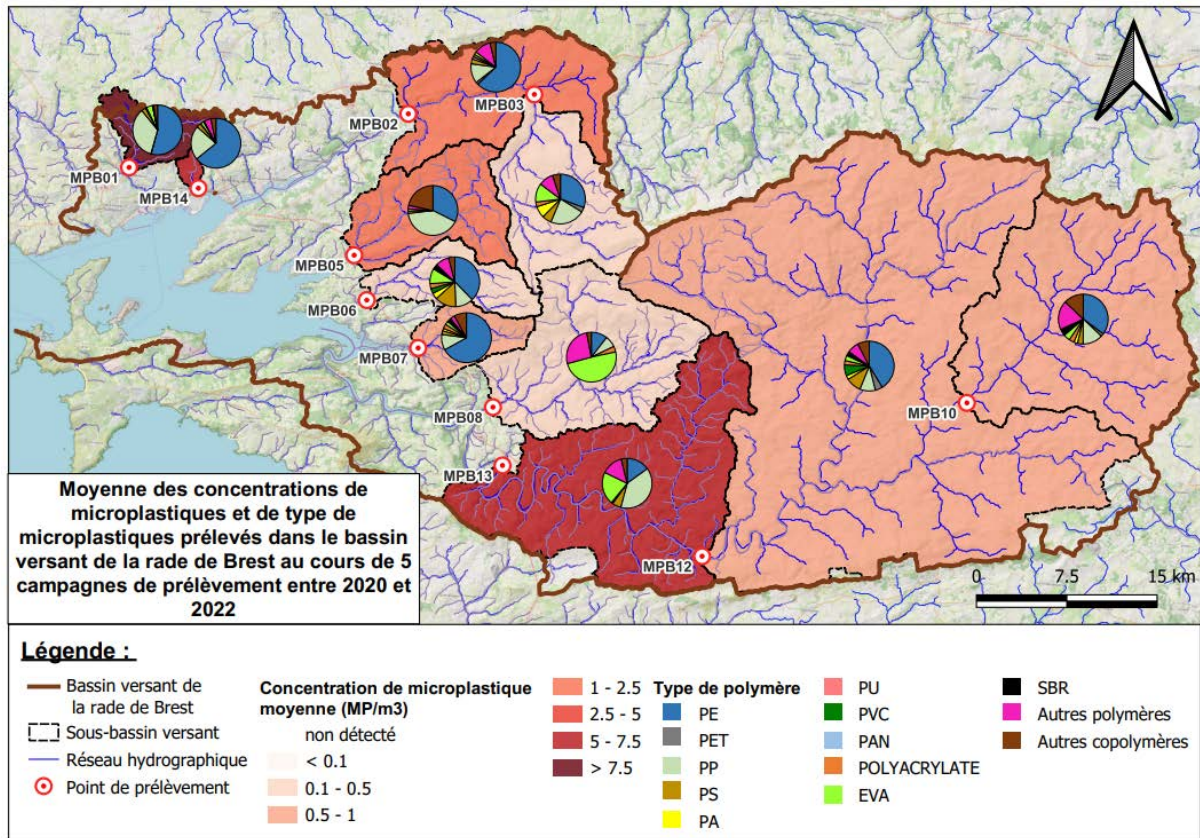 MPB03
MPB02
MPB01
MPB14
MPB05
MPB06
MPB07
MPB10
MPB08
MPB13
MPB12
0 7.5 15 km
Moyenne des concentrations de
microplastiques et de type de
microplastiques prélevés dans le bassin
versant de la rade de Brest au cours de 5
campagnes de prélèvement entre 2020 et
2022
Légende :
Bassin versant de
la rade de Brest
Sous-bassin versant
Réseau hydrographique
Point de prélèvement
Concentration de microplastique
moyenne (MP/m3)
non détecté
< 0.1
0.1 - 0.5
0.5 - 1
1 - 2.5
2.5 - 5
5 - 7.5
> 7.5
Type de polymère
PE
PET
PP
PS
PA
PU
PVC
PAN
POLYACRYLATE
EVA
SBR
Autres polymères
Autres copolymères